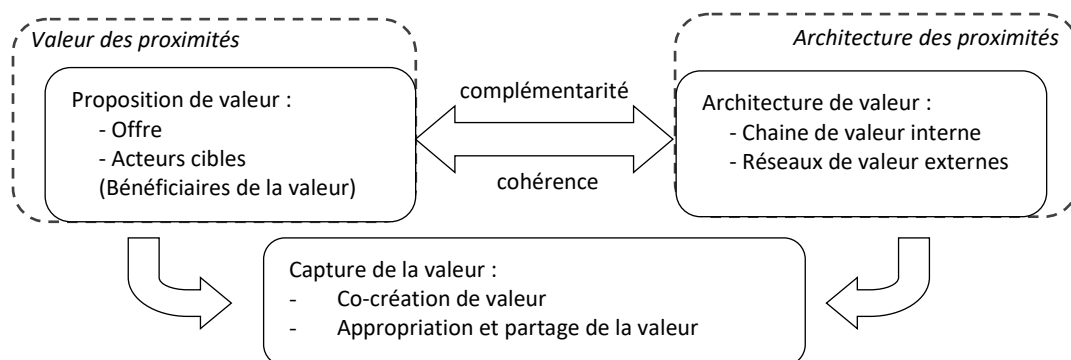 Valeur des proximités
Architecture des proximités
Proposition de valeur :
- Offre
- Acteurs cibles
(Bénéficiaires de la valeur)
complémentarité
cohérence
Architecture de valeur :
- Chaine de valeur interne
- Réseaux de valeur externes
Capture de la valeur :
- Co-création de valeur
- Appropriation et partage de la valeur